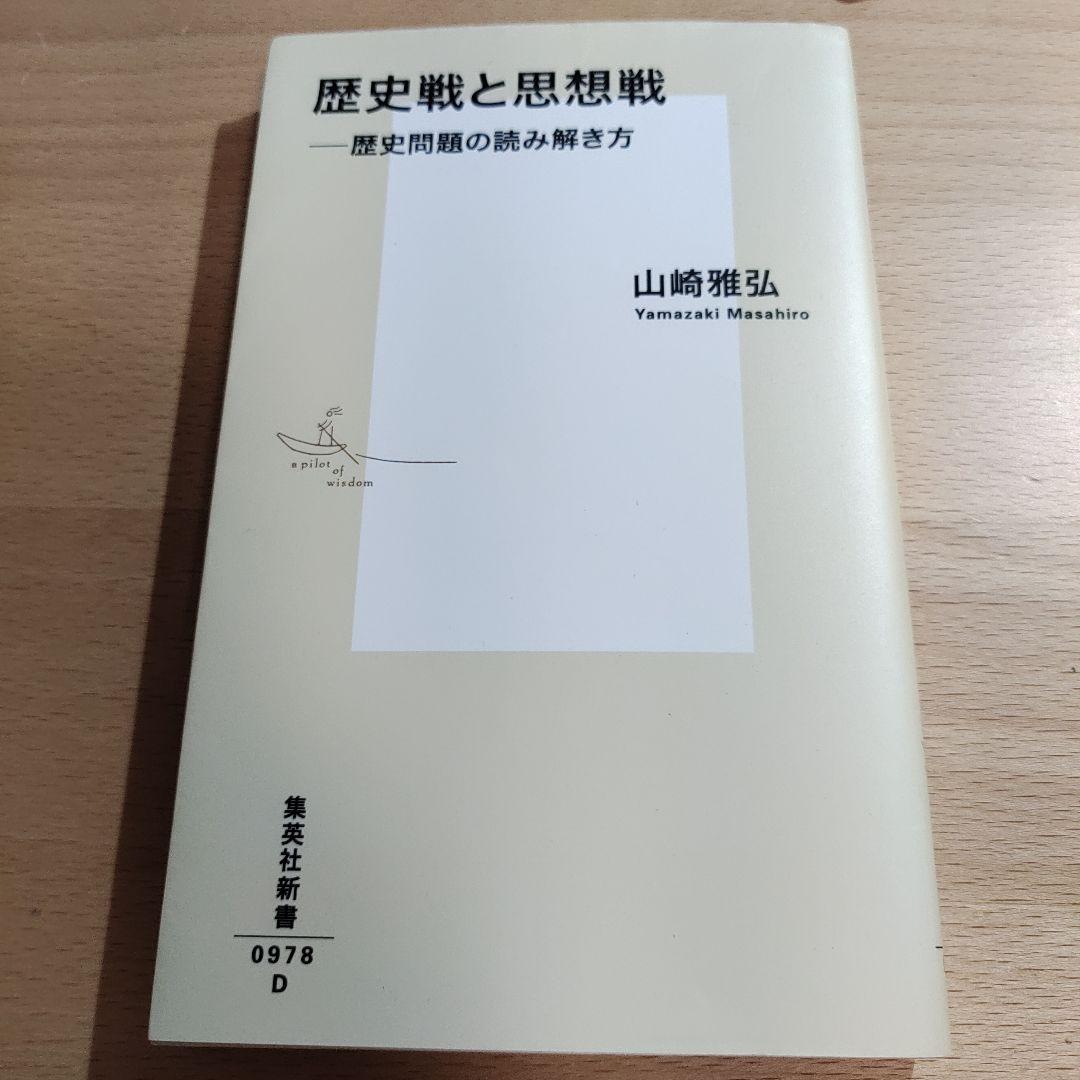 歴史戦と思想戦
──歴史問題の読み解き方
山崎雅弘
Yamazaki Masahiro
a pilot
of
wisdom
集英社新書
0978
D